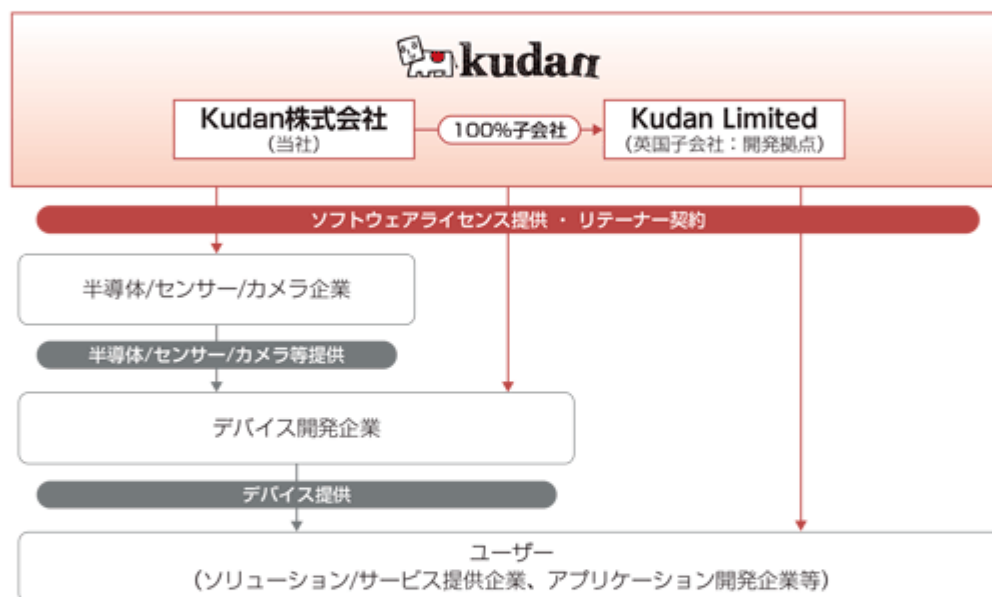 kudan
Kudan株式会社
(当社)
100%子会社
Kudan Limited
(英国子会社：開発拠点)
ソフトウェアライセンス提供 ・ リテーナー契約
半導体/センサー/カメラ企業
半導体/センサー/カメラ等提供
デバイス開発企業
デバイス提供
ユーザー
(ソリューション/サービス提供企業、アプリケーション開発企業等)